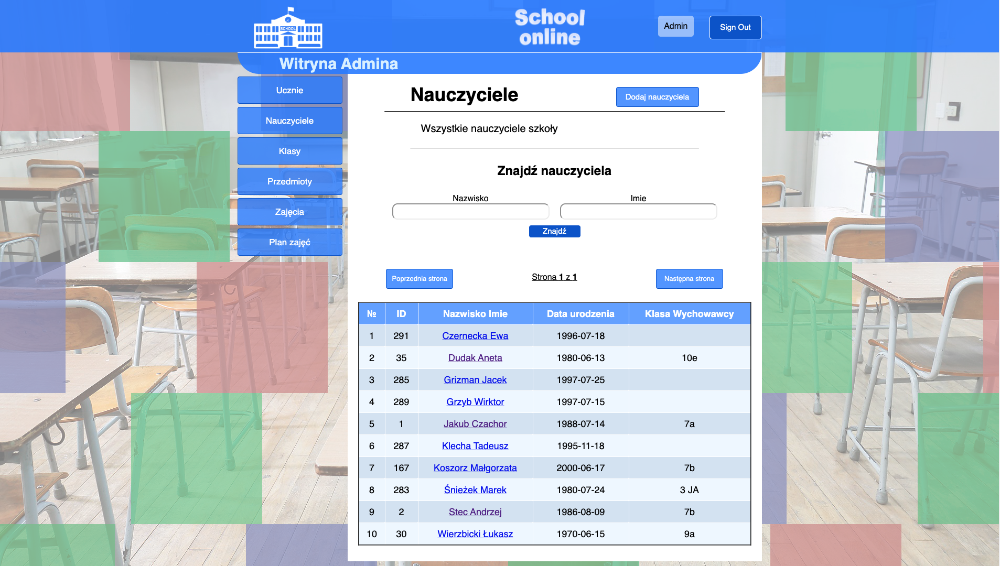 SCHOOL
School
online
Admin
Sign Out
Witryna Admina
Ucznie
Nauczyciele
Klasy
Przedmioty
Zajęcia
Plan zajęć
Nauczyciele
Dodaj nauczyciela
Wszystkie nauczyciele szkoły
Znajdź nauczyciela
Nazwisko Imie
Znajdź
Poprzednia strona Strona 1 z 1 Następna strona
№ ID Nazwisko Imie Data urodzenia Klasa Wychowawcy
1 291 Czernecka Ewa 1996-07-18
2 35 Dudak Aneta 1980-06-13 10e
3 285 Grizman Jacek 1997-07-25
4 289 Grzyb Wirktor 1997-07-15
5 1 Jakub Czachor 1988-07-14 7a
6 287 Klecha Tadeusz 1995-11-18
7 167 Koszorz Małgorzata 2000-06-17 7b
8 283 Śnieżek Marek 1980-07-24 3 JA
9 2 Stec Andrzej 1986-08-09 7b
10 30 Wierzbicki Łukasz 1970-06-15 9a